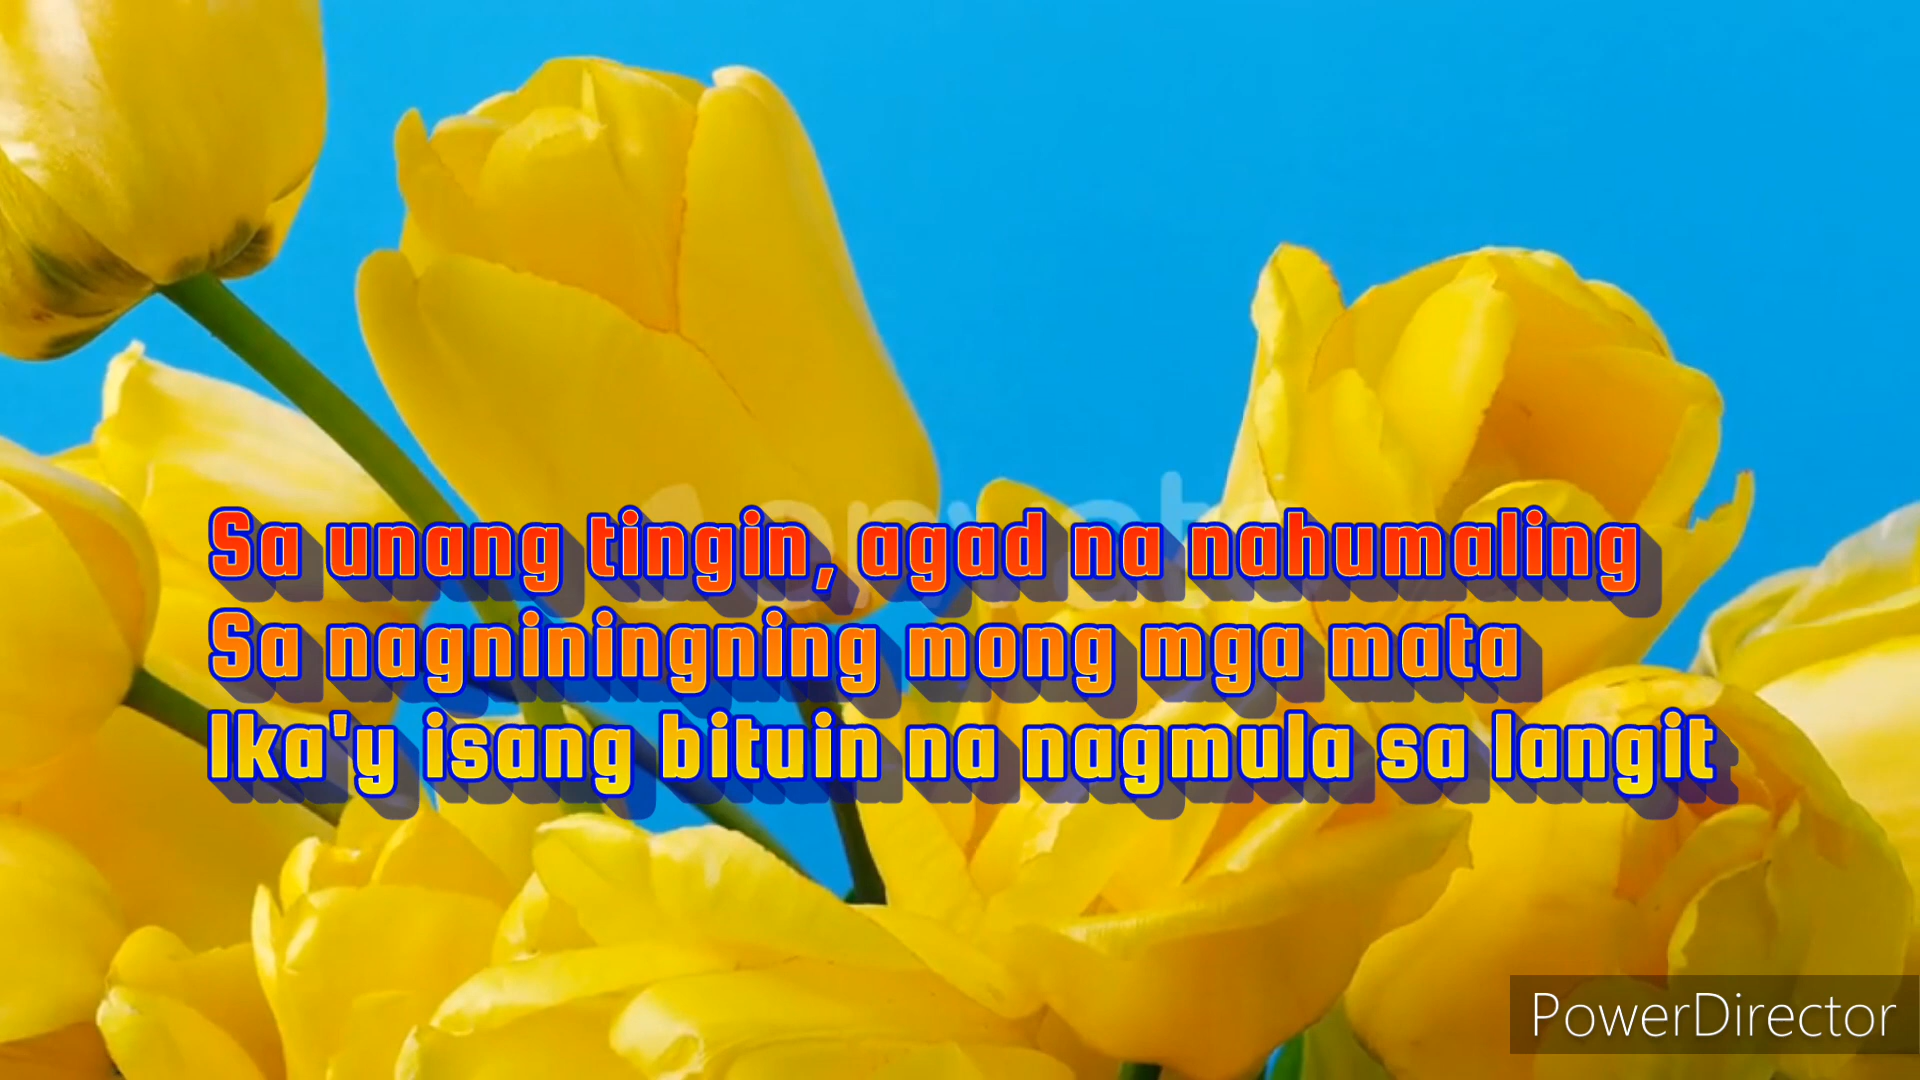 Sa unang tingin, agad na nahumaling
Sa nagniningning mong mga mata
Ika'y isang bituin na nagmula sa langit
PowerDirector